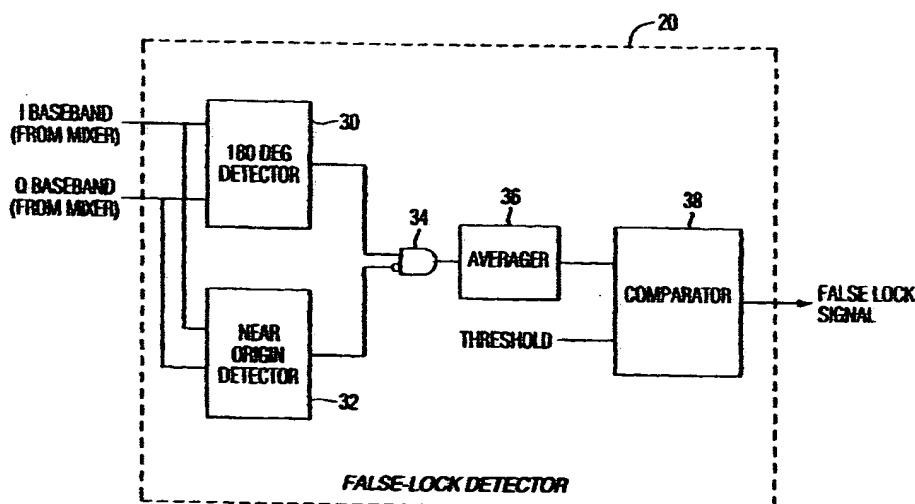 20
I BASEBAND
(FROM MIXER)
30
180 DEG
DETECTOR
Q BASEBAND
(FROM MIXER)
34
36
AVERAGER
38
COMPARATOR
FALSE LOCK
SIGNAL
THRESHOLD
NEAR
ORIGIN
DETECTOR
32
FALSE-LOCK DETECTOR